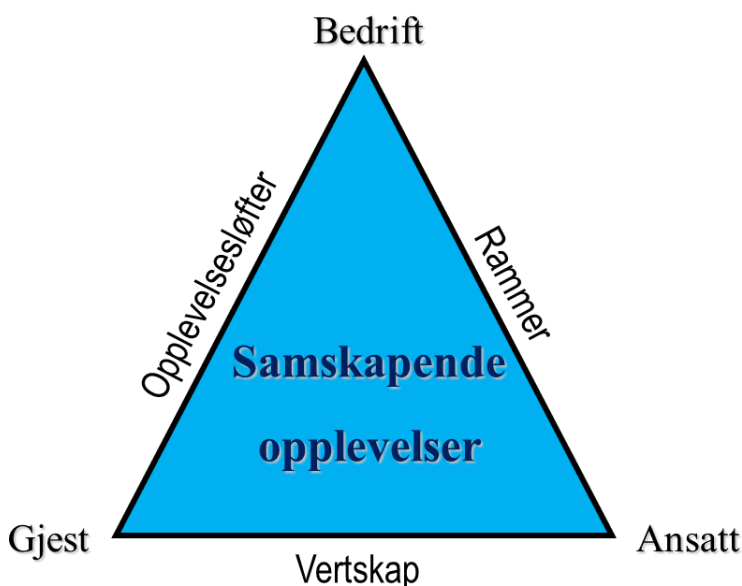 Bedrift
Opplevelsesløfter
Rammer
Samskapende
opplevelser
Gjest
Ansatt
Vertskap